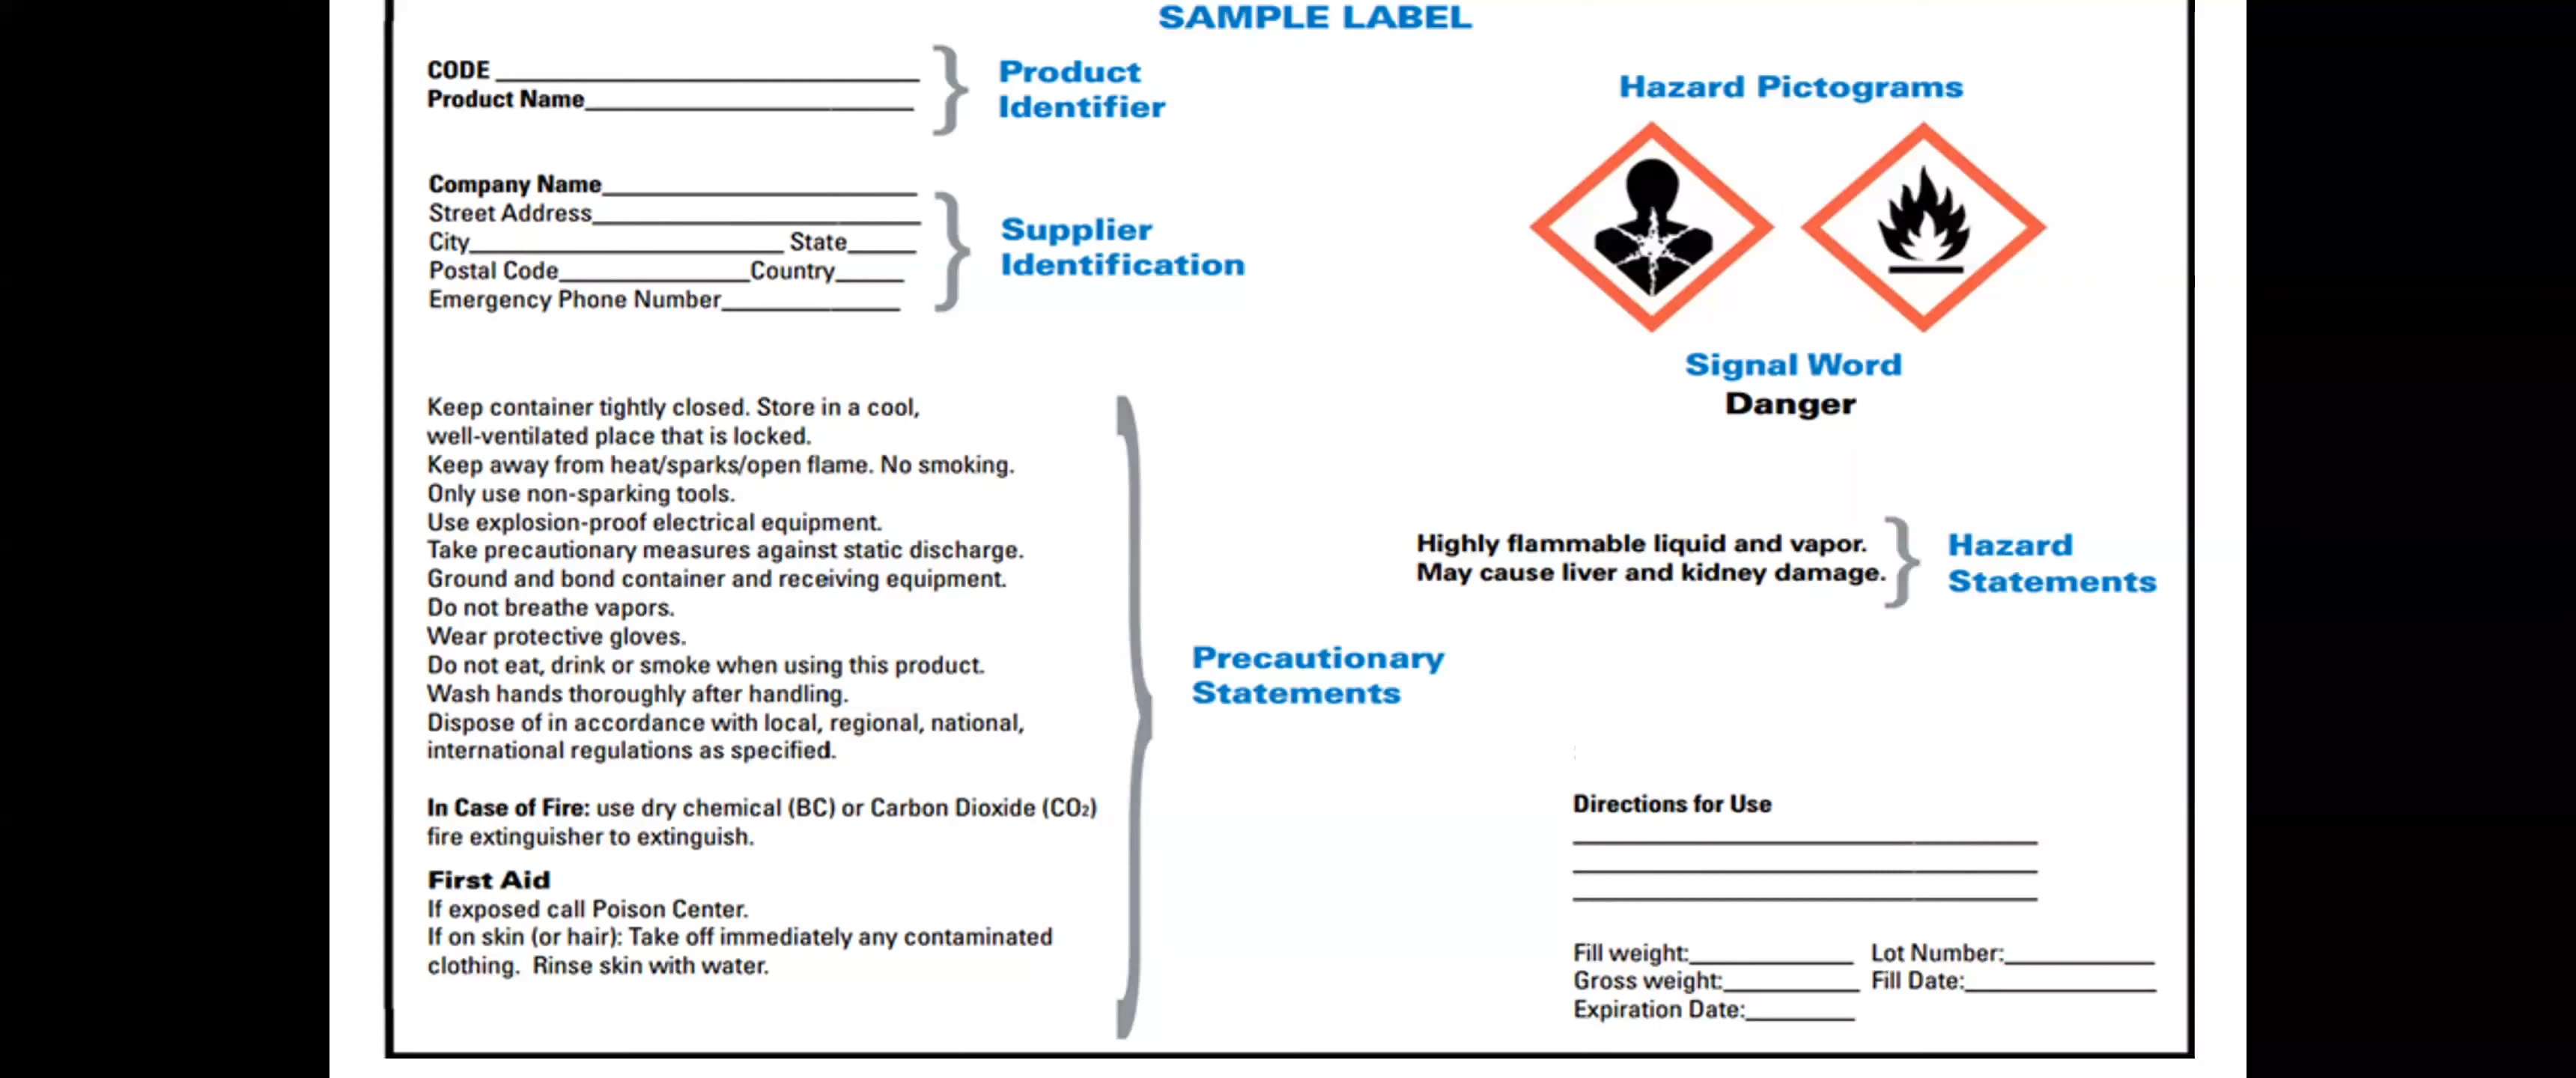 SAMPLE LABEL
CODE
Product Name
Product
Identifier
Company Name
Street Address
City State
Postal Code Country
Emergency Phone Number
Supplier
Identification
Keep container tightly closed. Store in a cool,
well-ventilated place that is locked.
Keep away from heat/sparks/open flame. No smoking.
Only use non-sparking tools.
Use explosion-proof electrical equipment.
Take precautionary measures against static discharge.
Ground and bond container and receiving equipment.
Do not breathe vapors.
Wear protective gloves.
Do not eat, drink or smoke when using this product.
Wash hands thoroughly after handling.
Dispose of in accordance with local, regional, national,
international regulations as specified.
In Case of Fire: use dry chemical (BC) or Carbon Dioxide (CO₂)
fire extinguisher to extinguish.
First Aid
If exposed call Poison Center.
If on skin (or hair): Take off immediately any contaminated
clothing. Rinse skin with water.
Precautionary
Statements
Hazard Pictograms
Signal Word
Danger
Highly flammable liquid and vapor.
May cause liver and kidney damage.
Hazard
Statements
Directions for Use
Fill weight: Lot Number:
Gross weight: Fill Date:
Expiration Date: